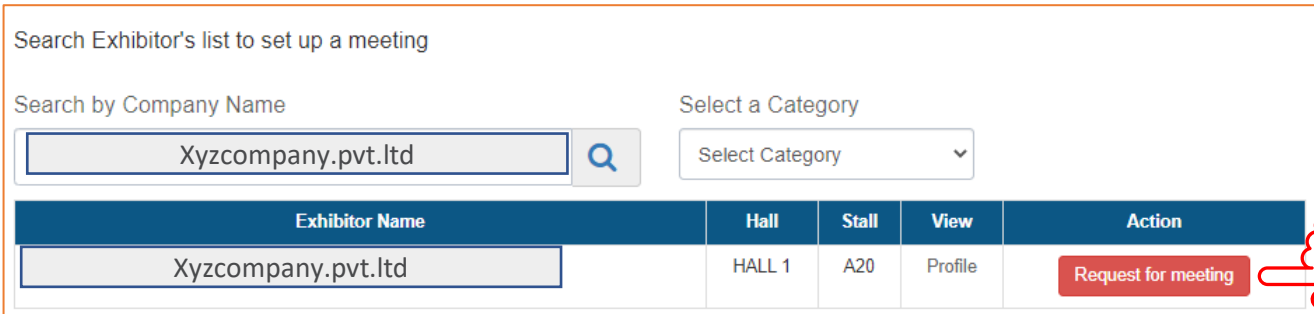 Search Exhibitor's list to set up a meeting
Search by Company Name Select a Category
Xyzcompany.pvt.ltd Select Category
Exhibitor Name Hall Stall View Action
Xyzcompany.pvt.ltd HALL 1 A20 Profile Request for meeting